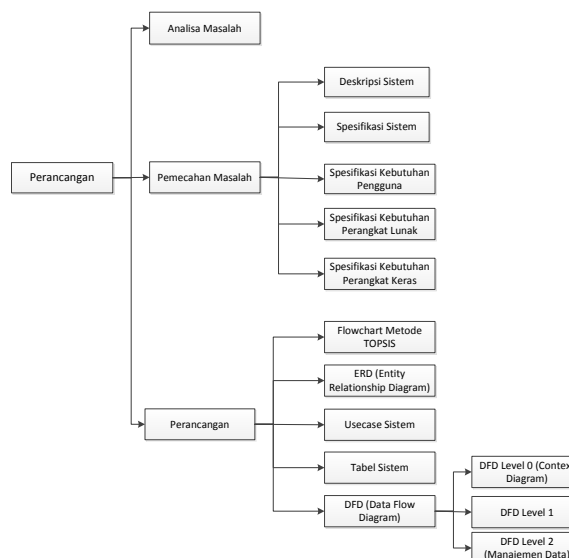 Analisa Masalah
Deskripsi Sistem
Spesifikasi Sistem
Perancangan
Pemecahan Masalah
Spesifikasi Kebutuhan
Pengguna
Spesifikasi Kebutuhan
Perangkat Lunak
Spesifikasi Kebutuhan
Perangkat Keras
Flowchart Metode
TOPSIS
ERD (Entity
Relationship Diagram)
Perancangan
Usecase Sistem
Tabel Sistem
DFD (Data Flow
Diagram)
DFD Level 0 (Contex
Diagram)
DFD Level 1
DFD Level 2
(Manajemen Data)